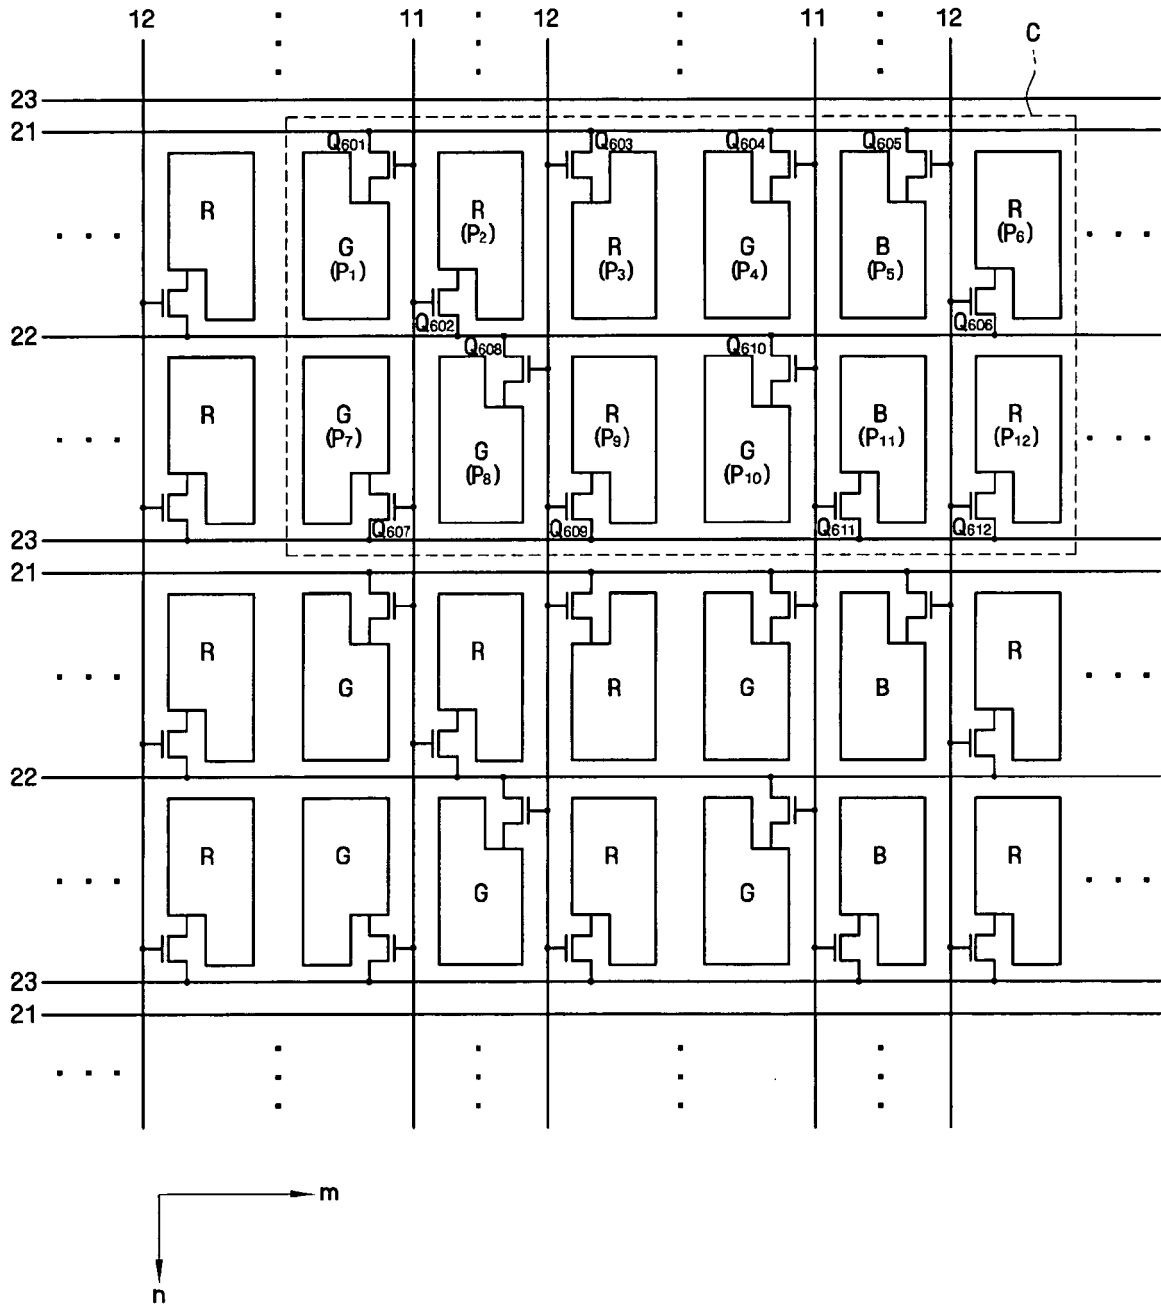 12 11 12 11 12
C
23
21
Q601 Q603 Q604 Q605
R G (P1) R (P2) R (P3) G (P4) B (P5) R (P6)
Q602 Q606
22
Q608 Q610
R G (P7) G (P8) R (P9) G (P10) B (P11) R (P12)
Q607 Q609 Q611 Q612
23
21
R G R R G B R
22
R G G R G B R
23
21
m
n